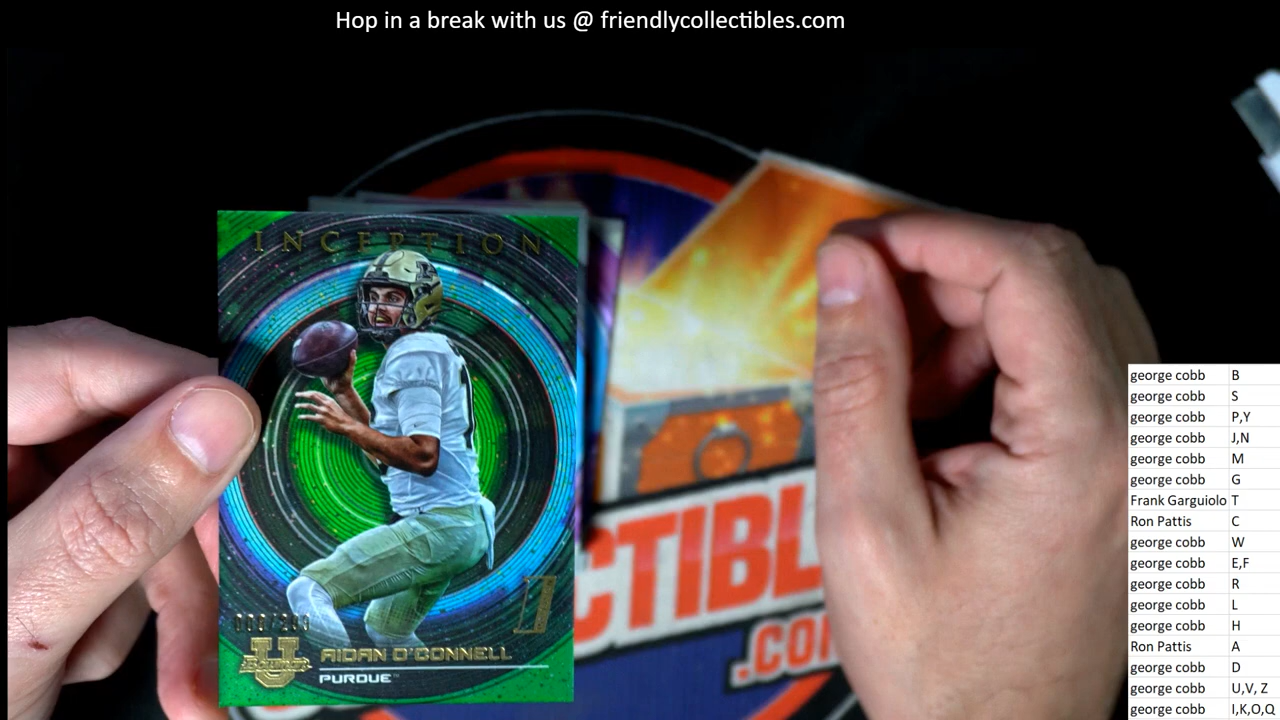 Hop in a break with us @ friendlycollectibles.com
INCEPTION
U
Bowman
AIDAN O'CONNELL
PURDUE™
CTIBL
.CO
george cobb B
george cobb S
george cobb P,Y
george cobb J,N
george cobb M
george cobb G
Frank Garguiolo T
Ron Pattis C
george cobb W
george cobb E,F
george cobb R
george cobb L
george cobb H
Ron Pattis A
george cobb D
george cobb U,V, Z
george cobb I,K,O,Q